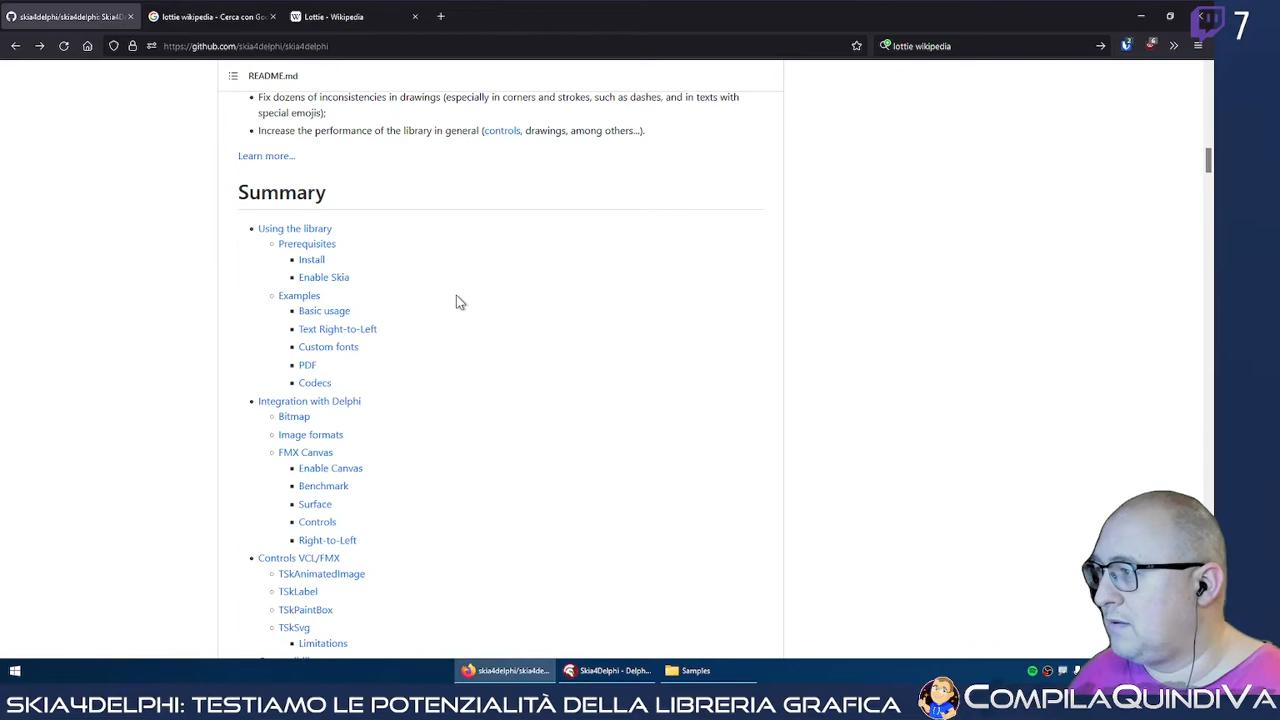 skia4delphi/skia4delphi: Skia4D
lottie wikipedia - Cerca con Go
Lottie - Wikipedia
7
https://github.com/skia4delphi/skia4delphi
lottie wikipedia
README.md
• Fix dozens of inconsistencies in drawings (especially in corners and strokes, such as dashes, and in texts with
special emojis);
• Increase the performance of the library in general (controls, drawings, among others...).
Learn more...
Summary
• Using the library
Prerequisites
Install
Enable Skia
Examples
Basic usage
Text Right-to-Left
Custom fonts
PDF
Codecs
• Integration with Delphi
Bitmap
Image formats
FMX Canvas
Enable Canvas
Benchmark
Surface
Controls
Right-to-Left
• Controls VCL/FMX
TSkAnimatedImage
TSkLabel
TSkPaintBox
TSkSvg
Limitations
skia4delphi/skia4de...
Skia4Delphi - Delph...
Samples
SKIA4DELPHI: TESTIAMO LE POTENZIALITÀ DELLA LIBRERIA GRAFICA
COMPILAQUINDIVA